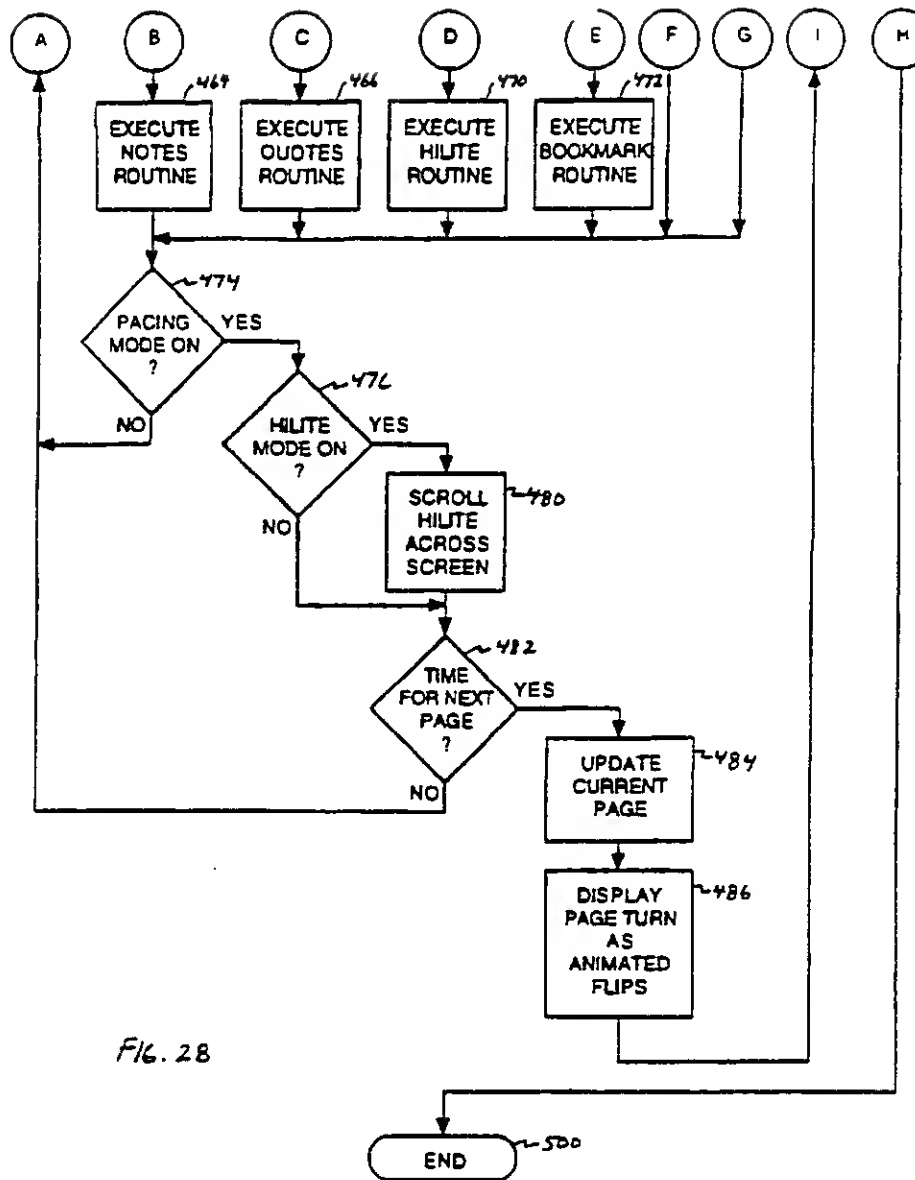 A B C D E F G I H
464 466 470 472
EXECUTE
NOTES
ROUTINE
EXECUTE
QUOTES
ROUTINE
EXECUTE
HILITE
ROUTINE
EXECUTE
BOOKMARK
ROUTINE
474
PACING
MODE ON
?
YES
NO
476
HILITE
MODE ON
?
YES
NO
480
SCROLL
HILITE
ACROSS
SCREEN
482
TIME
FOR NEXT
PAGE
?
YES
NO
484
UPDATE
CURRENT
PAGE
486
DISPLAY
PAGE TURN
AS
ANIMATED
FLIPS
FIG. 28
500
END